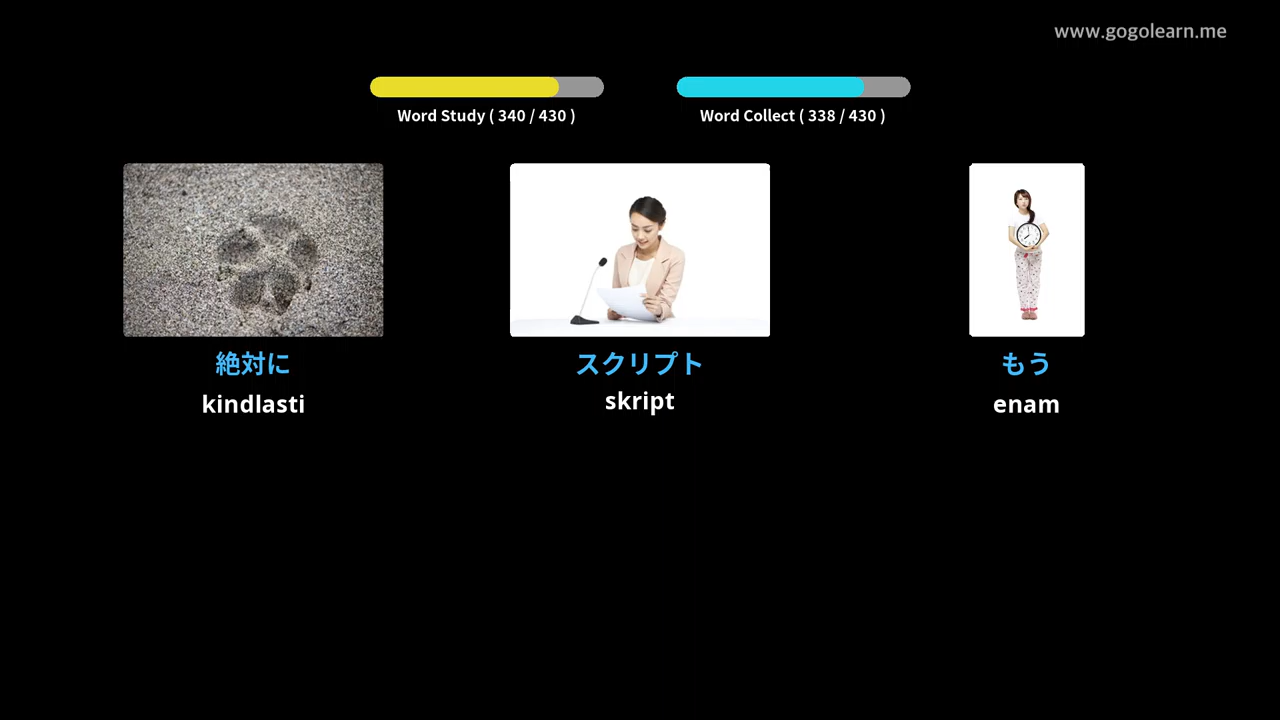 www.gogolearn.me
Word Study ( 340 / 430 )
Word Collect ( 338 / 430 )
絶対に
スクリプト
もう
kindlasti
skript
enam